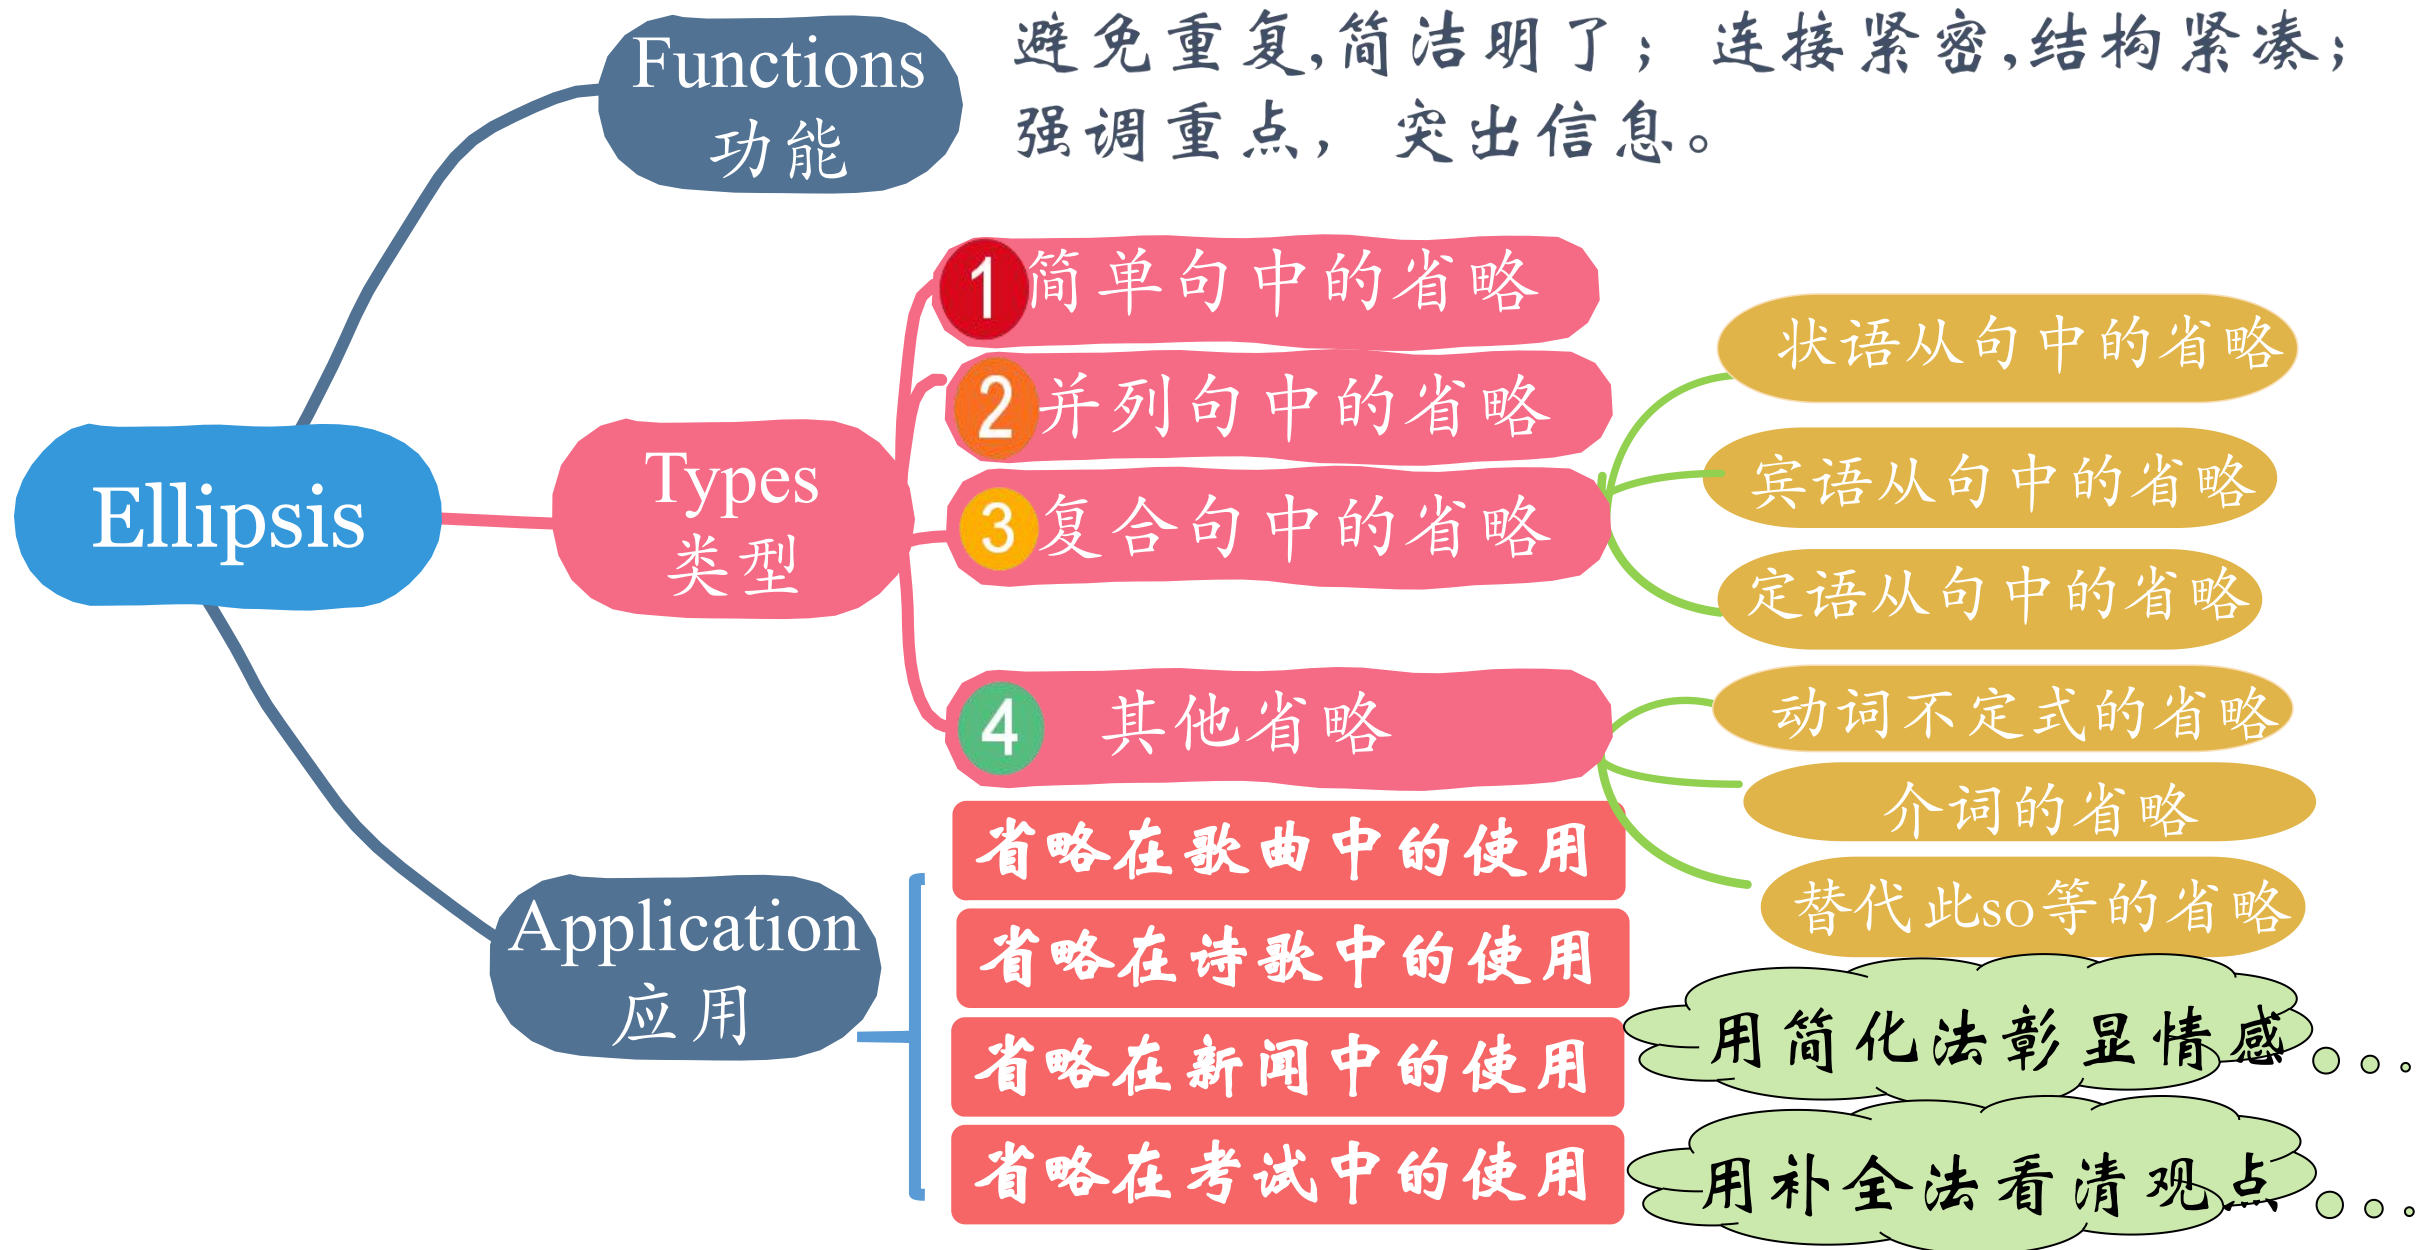 Functions
功能
避免重复,简洁明了；连接紧密,结构紧凑；
强调重点，突出信息。
Ellipsis
Types
类型
1 简单句中的省略
2 并列句中的省略
3 复合句中的省略
状语从句中的省略
宾语从句中的省略
定语从句中的省略
4 其他省略
动词不定式的省略
介词的省略
替代此so等的省略
Application
应用
省略在歌曲中的使用
省略在诗歌中的使用
省略在新闻中的使用
省略在考试中的使用
用简化法彰显情感
用补全法看清观点